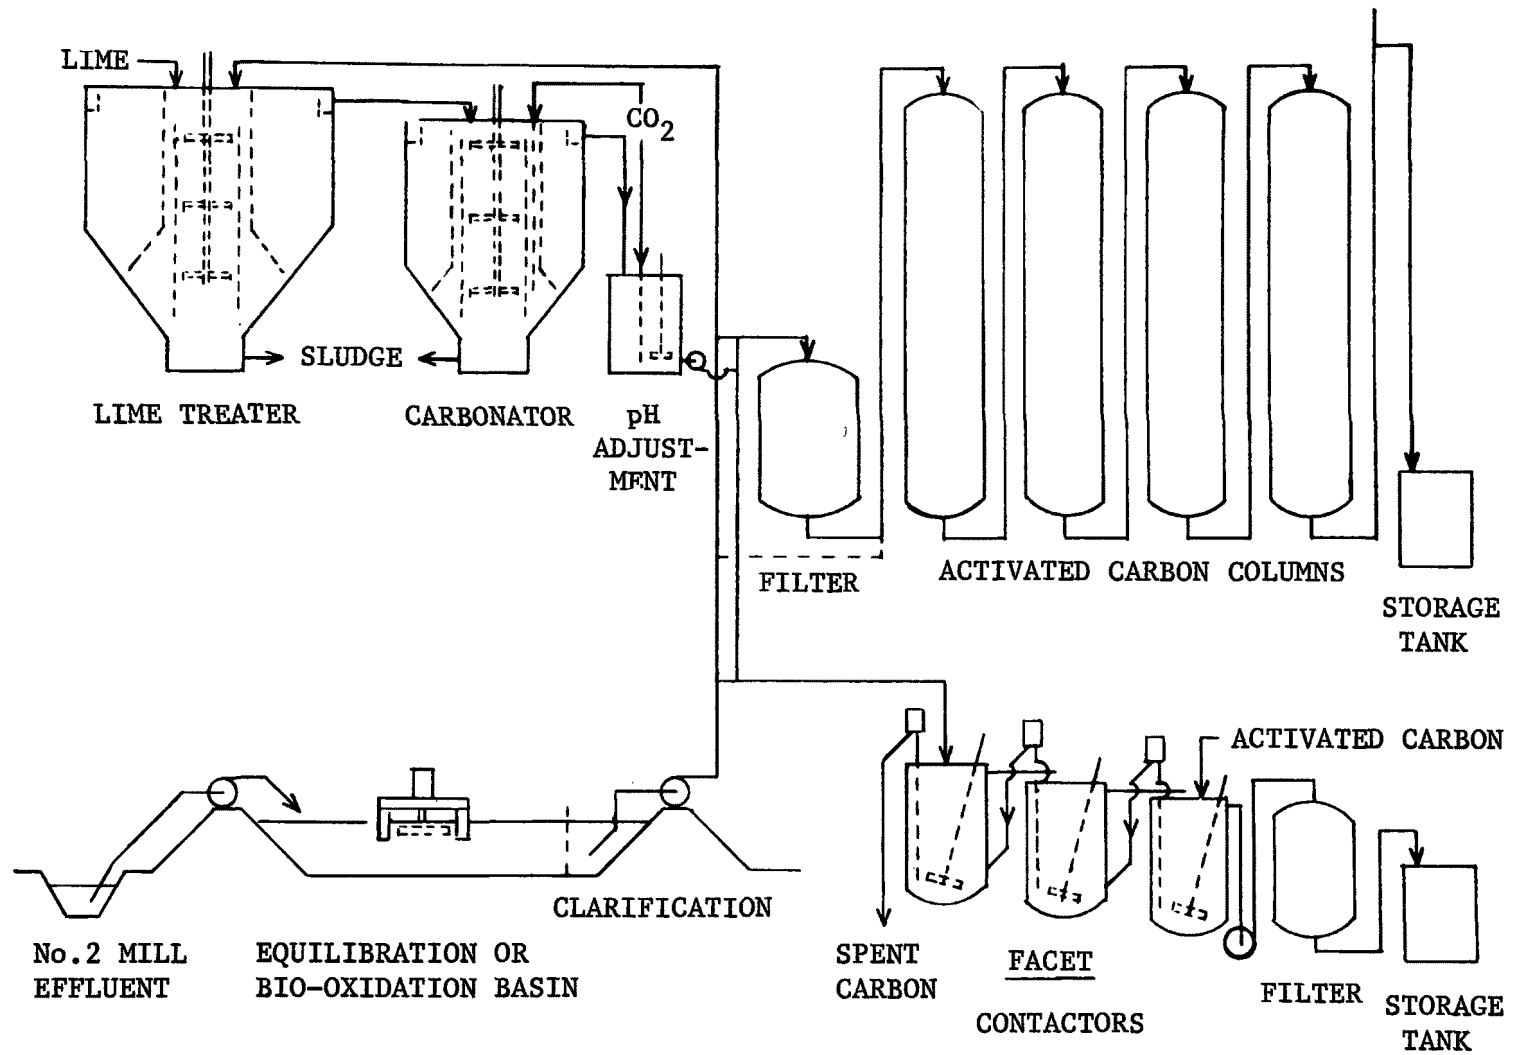 LIME
CO2
SLUDGE
LIME TREATER
CARBONATOR
pH
ADJUST-
MENT
FILTER
ACTIVATED CARBON COLUMNS
STORAGE
TANK
ACTIVATED CARBON
CLARIFICATION
No.2 MILL
EFFLUENT
EQUILIBRATION OR
BIO-OXIDATION BASIN
SPENT
CARBON
FACET
CONTACTORS
FILTER
STORAGE
TANK